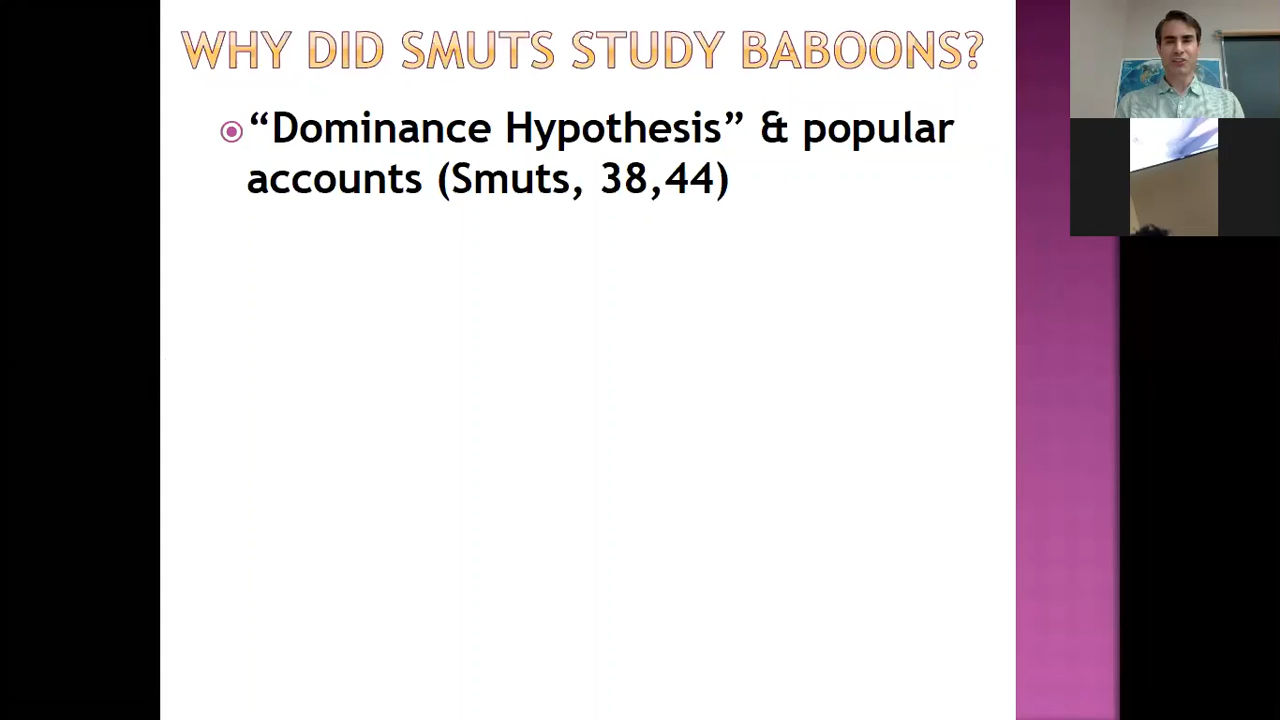 WHY DID SMUTS STUDY BABOONS?
“Dominance Hypothesis” & popular
accounts (Smuts, 38,44)